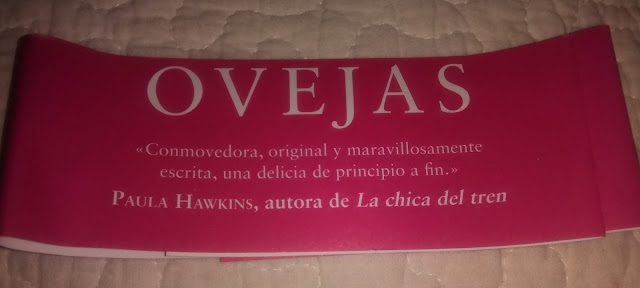 OVEJAS
«Conmovedora, original y maravillosamente
escrita, una delicia de principio a fin.»
PAULA HAWKINS, autora de La chica del tren